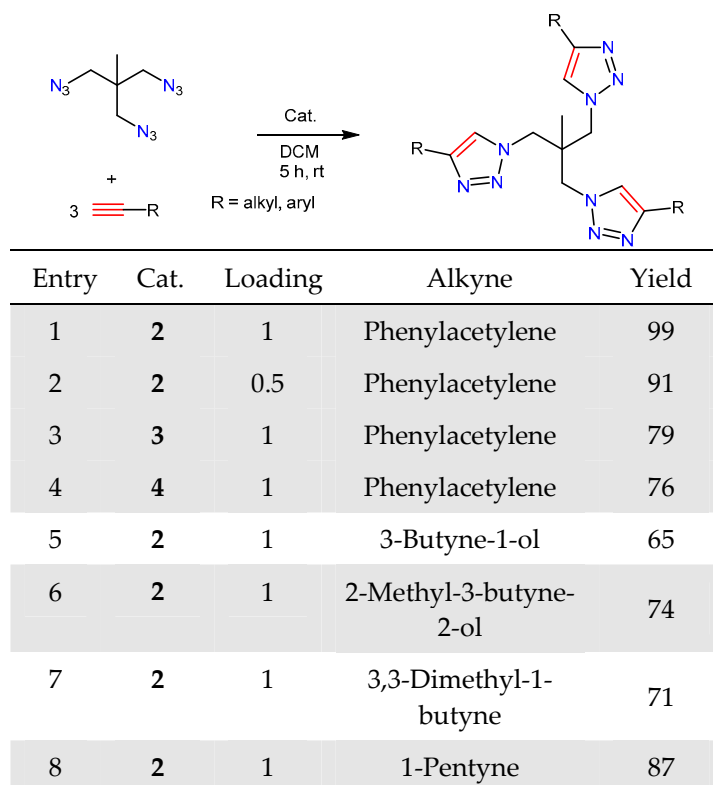 R
N
N
N
N₃
N₃
N₃
Cat.
DCM
5 h, rt
+
3
R
R = alkyl, aryl
R
N
N
N
N
N
N
R
Entry Cat. Loading Alkyne Yield
1 2 1 Phenylacetylene 99
2 2 0.5 Phenylacetylene 91
3 3 1 Phenylacetylene 79
4 4 1 Phenylacetylene 76
5 2 1 3-Butyne-1-ol 65
6 2 1 2-Methyl-3-butyne-
2-ol 74
7 2 1 3,3-Dimethyl-1-
butyne 71
8 2 1 1-Pentyne 87